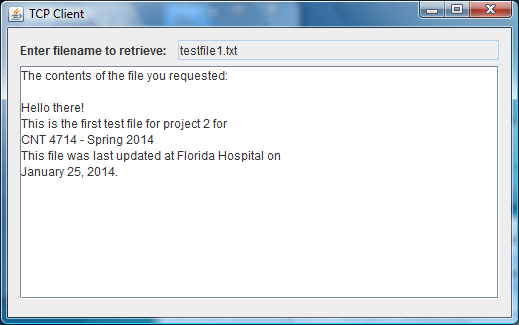 TCP Client
Enter filename to retrieve: testfile1.txt
The contents of the file you requested:
Hello there!
This is the first test file for project 2 for
CNT 4714 - Spring 2014
This file was last updated at Florida Hospital on
January 25, 2014.